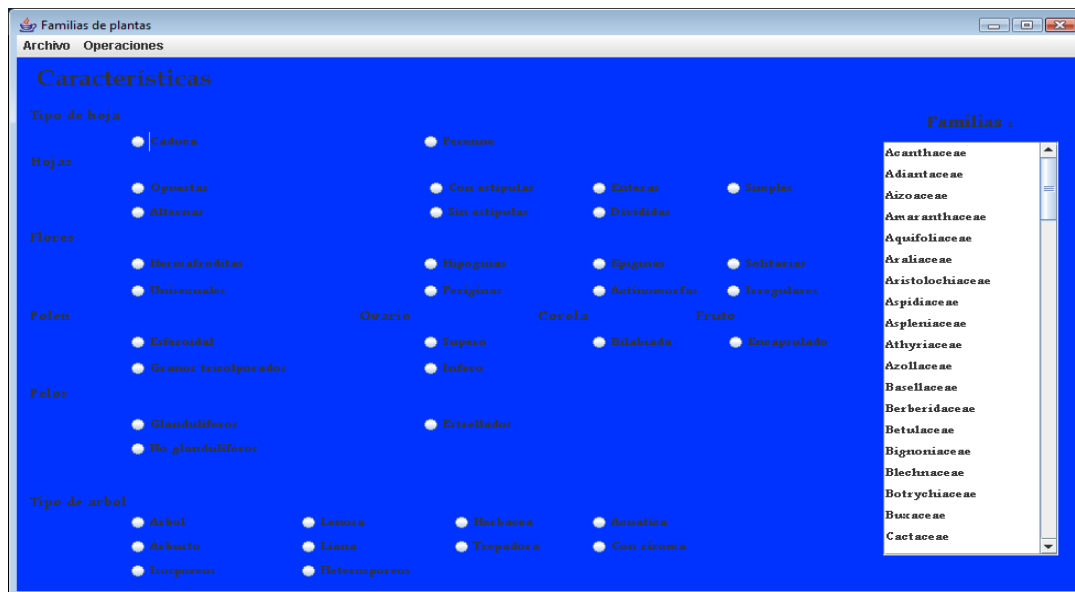 Familias de plantas
Archivo Operaciones
Características
Tipo de hoja
Familias :
Caduca Perenne
Hojas
Opuestas Con estipulas Enteras Simples
Alternas Sin estipulas Divididas
Flores
Hermafroditas Hipoginas Epiginas Solitarias
Unisexuales Periginas Actinomorfas Irregulares
Polen Ovario Corola Fruto
Esferoidal Supero Bilabiada Encapsulado
Granos tricolporados Infero
Pelos
Glandulíferos Estrellados
No glandulíferos
Tipo de arbol
Arbol Lenosa Herbacea Acuatica
Arbusto Liana Trepadora Con rizoma
Isosporeos Heterosporeos
Acanthaceae
Adiantaceae
Aizoaceae
Amaranthaceae
Aquifoliaceae
Araliaceae
Aristolochiaceae
Aspidiaceae
Aspleniaceae
Athyriaceae
Azollaceae
Basellaceae
Berberidaceae
Betulaceae
Bignoniaceae
Blechnaceae
Botrychiaceae
Buxaceae
Cactaceae